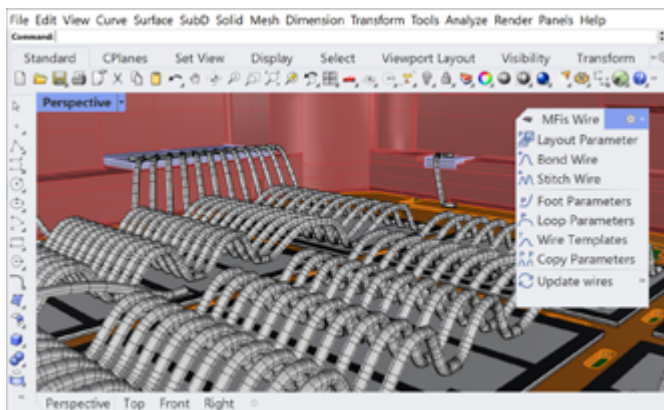 File Edit View Curve Surface SubD Solid Mesh Dimension Transform Tools Analyze Render Panels Help
Command:
Standard CPlanes Set View Display Select Viewport Layout Visibility Transform
Perspective
MFis Wire
Layout Parameter
Bond Wire
Stitch Wire
Foot Parameters
Loop Parameters
Wire Templates
Copy Parameters
Update wires
Perspective Top Front Right